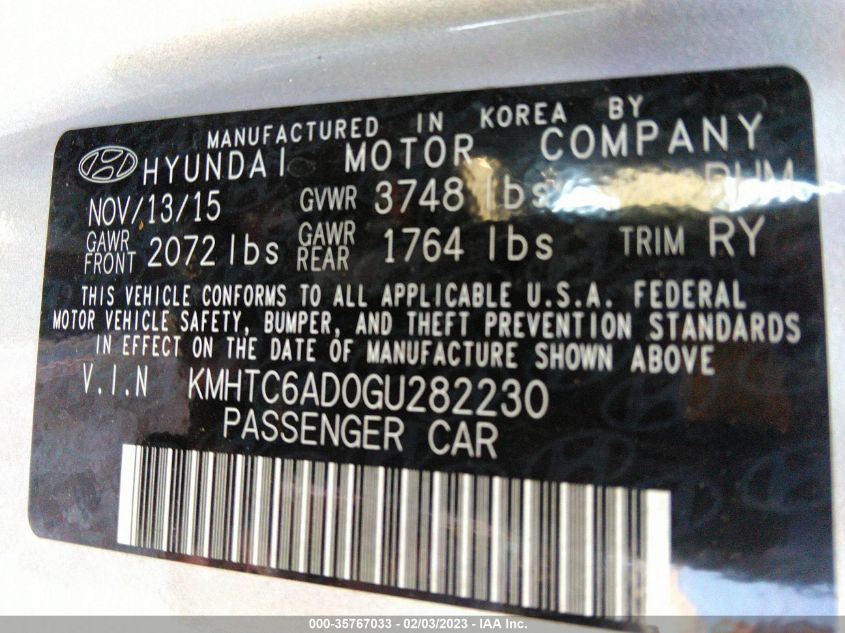 MANUFACTURED IN KOREA BY
HYUNDAI MOTOR COMPANY
NOV/13/15 GVWR 3748 lbs
GAWR FRONT 2072 lbs GAWR REAR 1764 lbs TRIM RY
THIS VEHICLE CONFORMS TO ALL APPLICABLE U.S.A. FEDERAL
MOTOR VEHICLE SAFETY, BUMPER, AND THEFT PREVENTION STANDARDS
IN EFFECT ON THE DATE OF MANUFACTURE SHOWN ABOVE.
V.I.N KMHTC6AD0GU282230
PASSENGER CAR
000-35767033 - 02/03/2023 - IAA Inc.